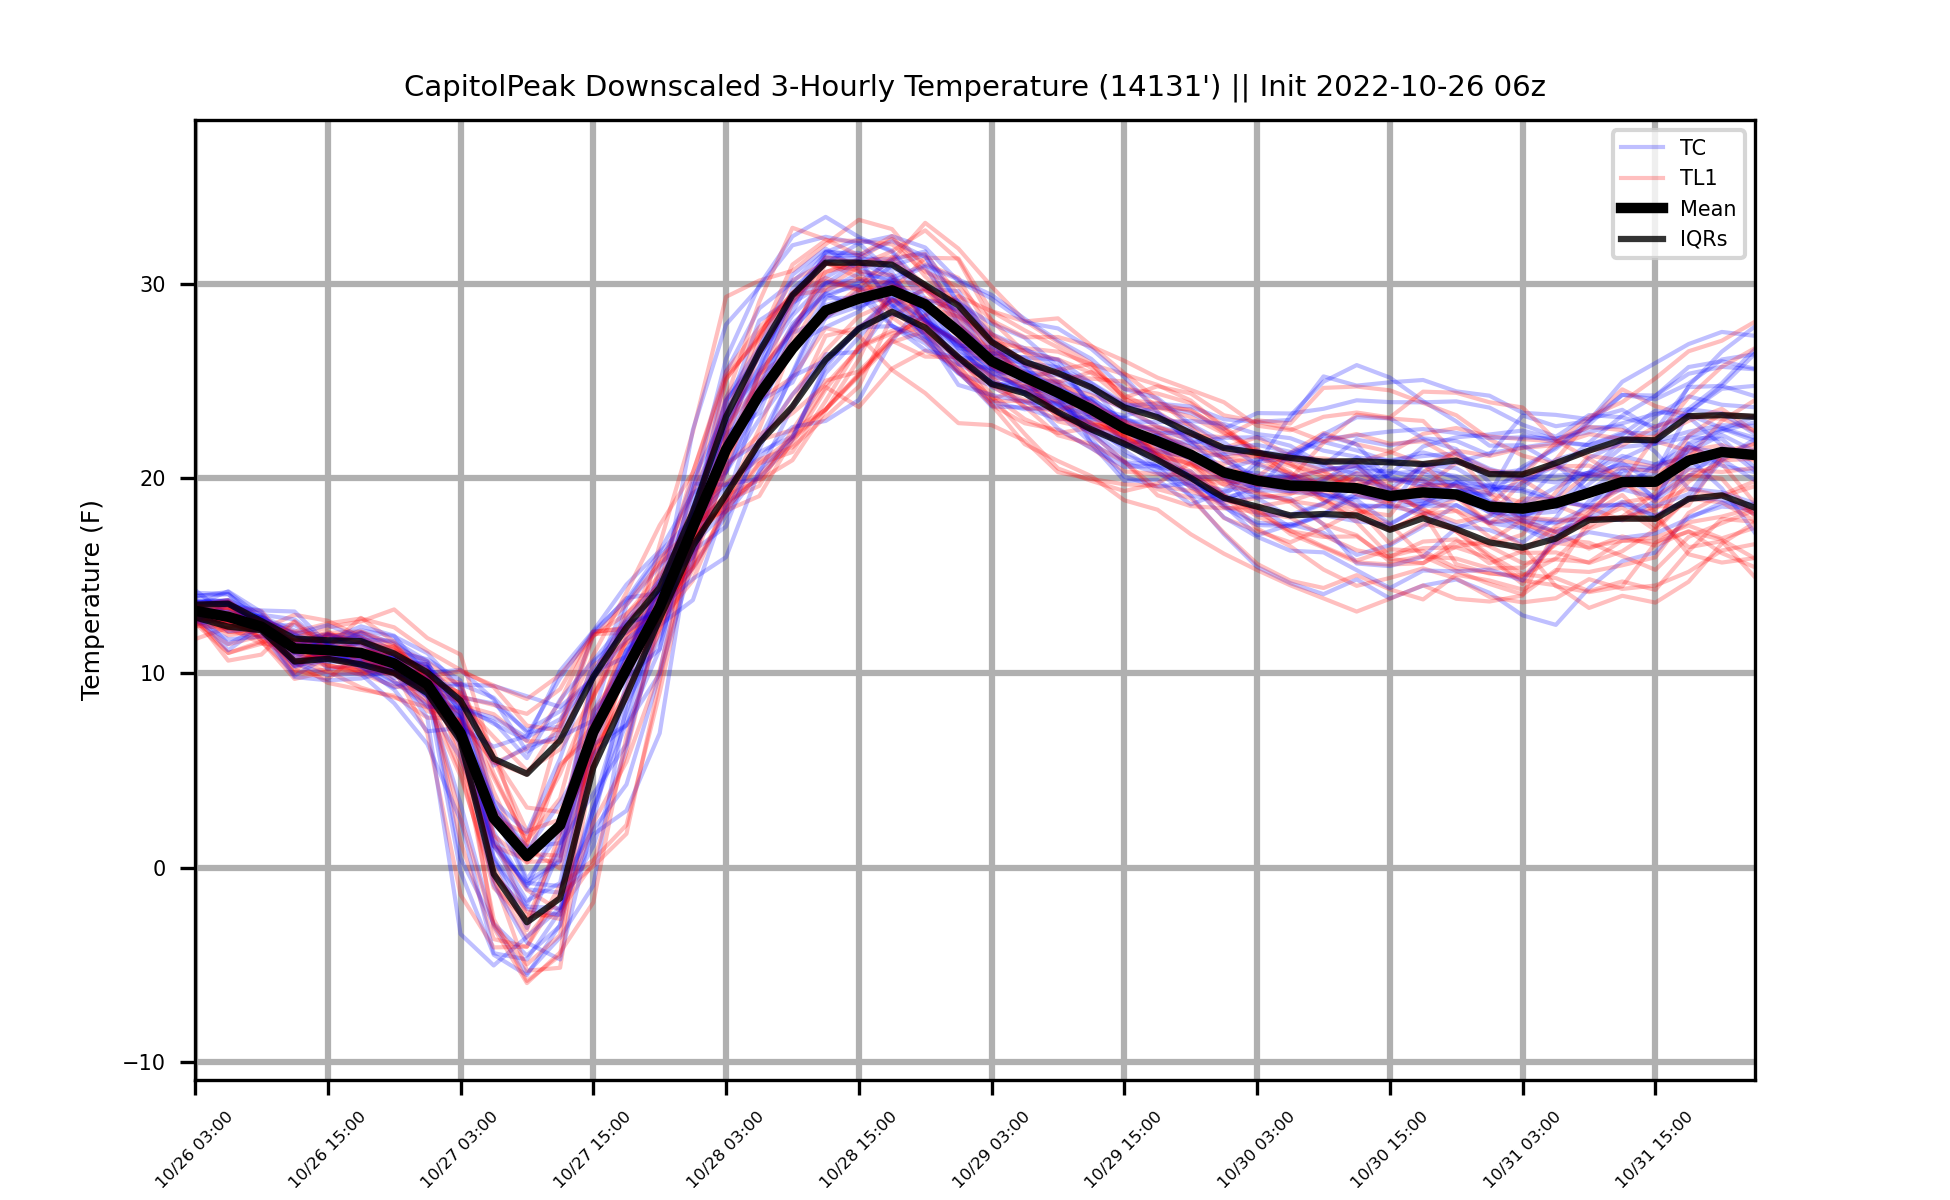 CapitolPeak Downscaled 3-Hourly Temperature (14131') || Init 2022-10-26 06z
TC
TL1
Mean
IQRs
Temperature (F)
30
20
10
0
−10
10/26 03:00
10/26 15:00
10/27 03:00
10/27 15:00
10/28 03:00
10/28 15:00
10/29 03:00
10/29 15:00
10/30 03:00
10/30 15:00
10/31 03:00
10/31 15:00